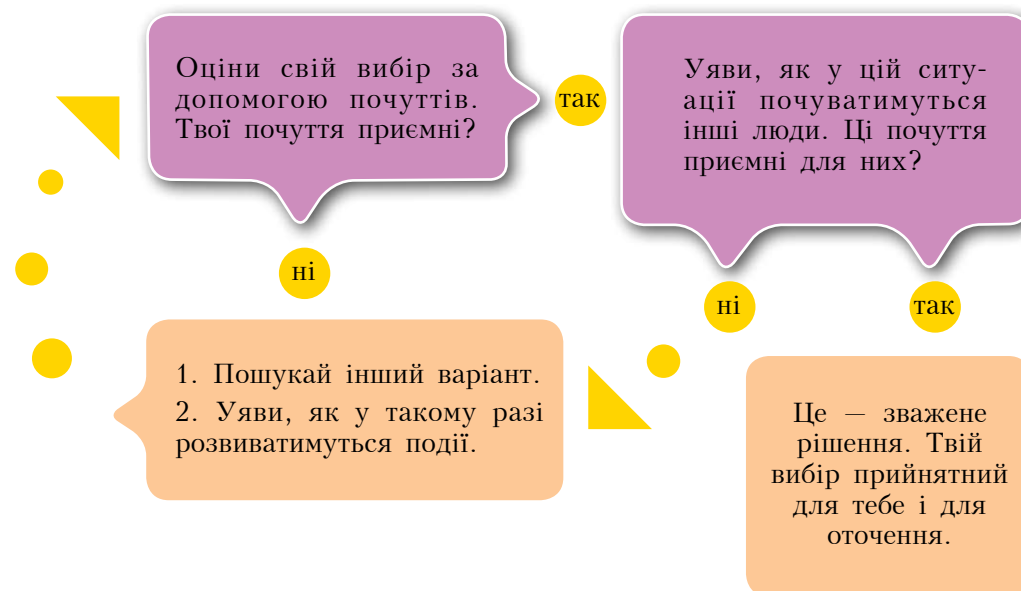 Оціни свій вибір за
допомогою почуттів.
Твої почуття приємні?
так
Уяви, як у цій ситу-
ації почуватимуться
інші люди. Ці почуття
приємні для них?
ні
ні
так
1. Пошукай інший варіант.
2. Уяви, як у такому разі
розвиватимуться події.
Це — зважене
рішення. Твій
вибір прийнятний
для тебе і для
оточення.